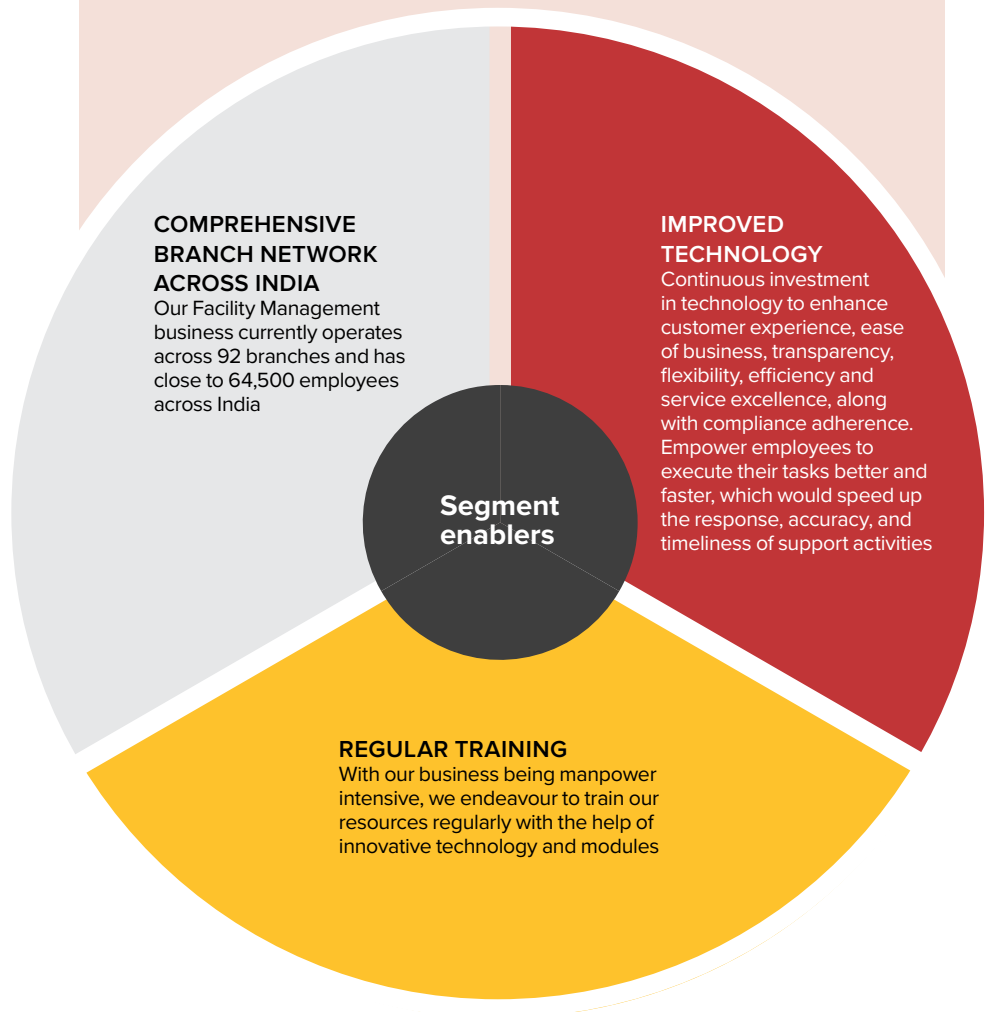 COMPREHENSIVE
BRANCH NETWORK
ACROSS INDIA
Our Facility Management
business currently operates
across 92 branches and has
close to 64,500 employees
across India
IMPROVED
TECHNOLOGY
Continuous investment
in technology to enhance
customer experience, ease
of business, transparency,
flexibility, efficiency and
service excellence, along
with compliance adherence.
Empower employees to
execute their tasks better and
faster, which would speed up
the response, accuracy, and
timeliness of support activities
Segment
enablers
REGULAR TRAINING
With our business being manpower
intensive, we endeavour to train our
resources regularly with the help of
innovative technology and modules